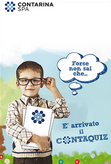 CONTARINA
SPA
Forse
non sai
che...
E' arrivato
il CONTAQUIZ